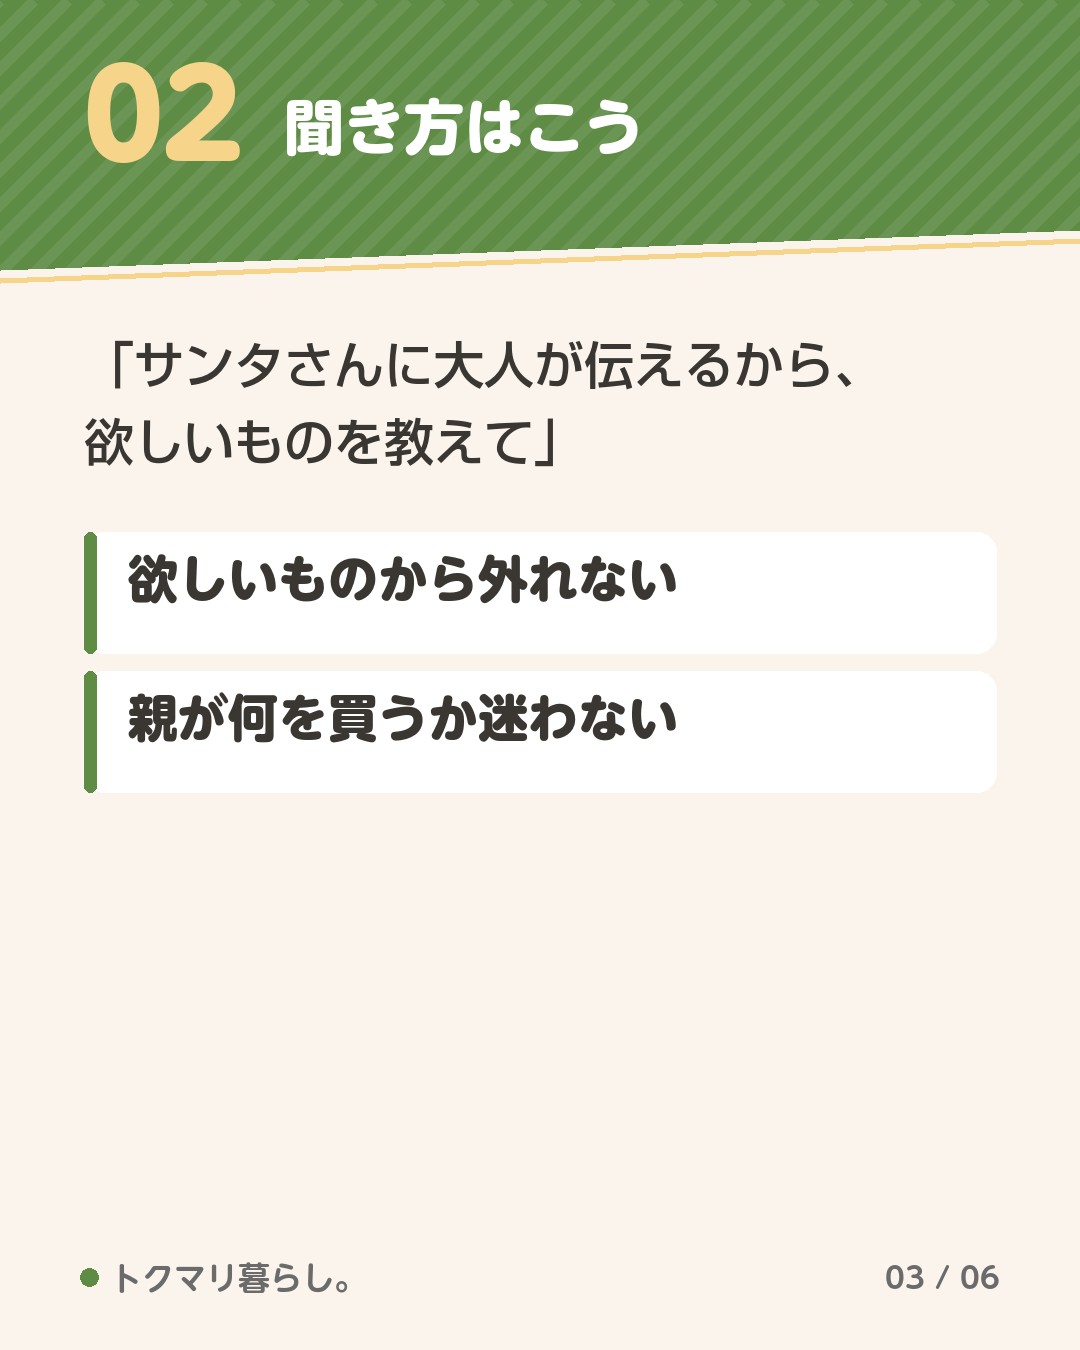 02 聞き方はこう
「サンタさんに大人が伝えるから、
欲しいものを教えて」
欲しいものから外れない
親が何を買うか迷わない
トクマリ暮らし。
03 / 06